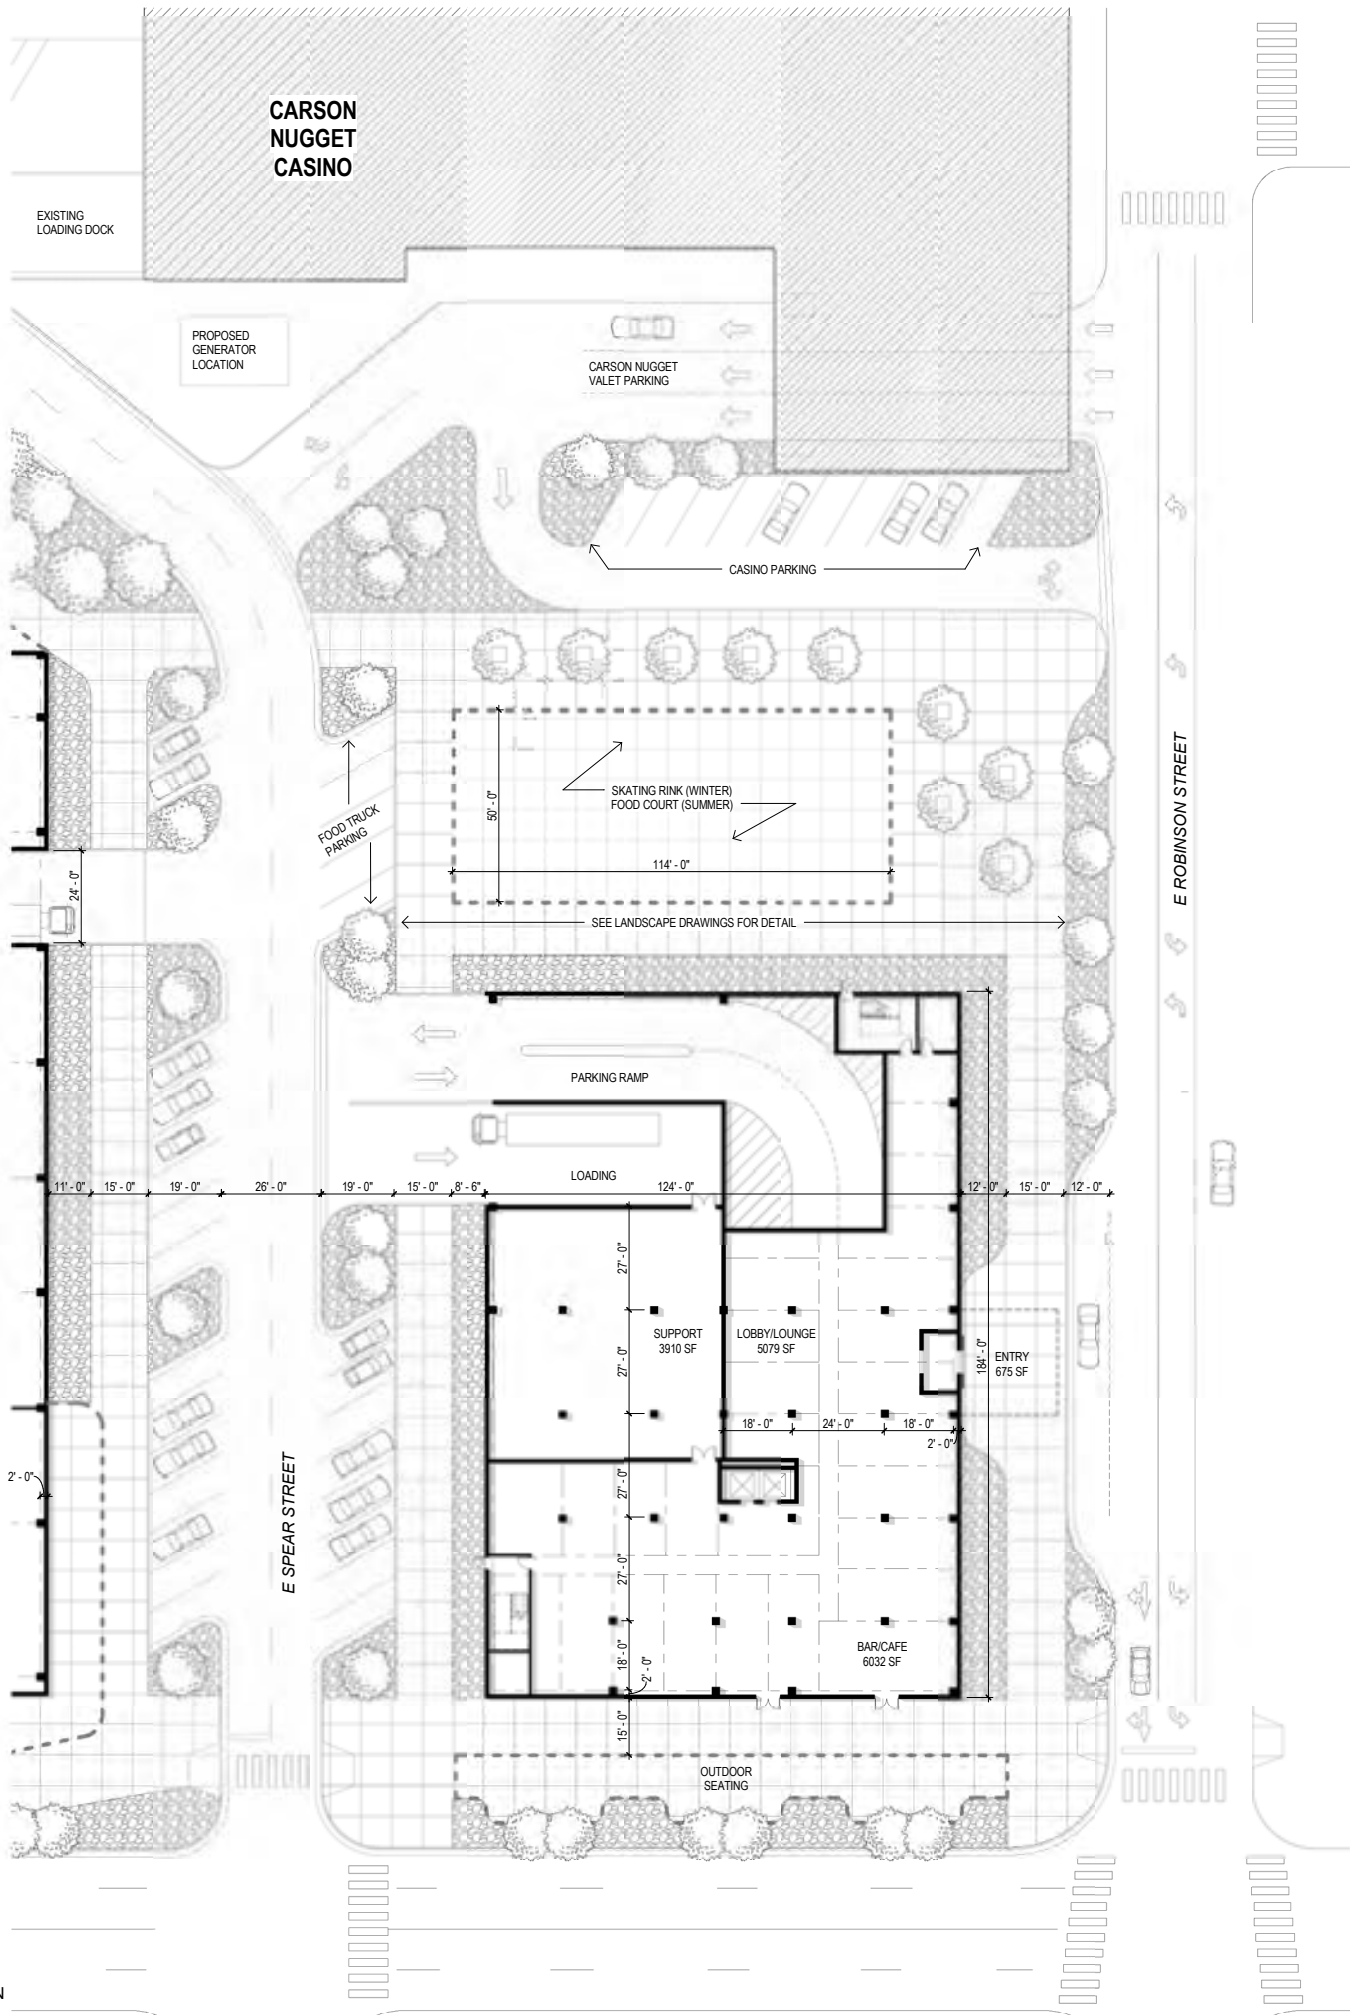 CARSON
NUGGET
CASINO
EXISTING
LOADING DOCK
PROPOSED
GENERATOR
LOCATION
CARSON NUGGET
VALET PARKING
CASINO PARKING
E ROBINSON STREET
SKATING RINK (WINTER)
FOOD COURT (SUMMER)
50' - 0"
FOOD TRUCK
PARKING
114' - 0"
24' - 0"
SEE LANDSCAPE DRAWINGS FOR DETAIL
PARKING RAMP
LOADING
11' - 0"
15' - 0"
19' - 0"
26' - 0"
19' - 0"
15' - 0"
8' - 6"
124' - 0"
12' - 0"
15' - 0"
12' - 0"
27' - 0"
SUPPORT
3910 SF
LOBBY/LOUNGE
5079 SF
27' - 0"
184' - 0"
ENTRY
675 SF
18' - 0"
24' - 0"
18' - 0"
2' - 0"
2' - 0"
27' - 0"
E SPEAR STREET
27' - 0"
BAR/CAFE
6032 SF
18' - 0"
2' - 0"
15' - 0"
OUTDOOR
SEATING
N